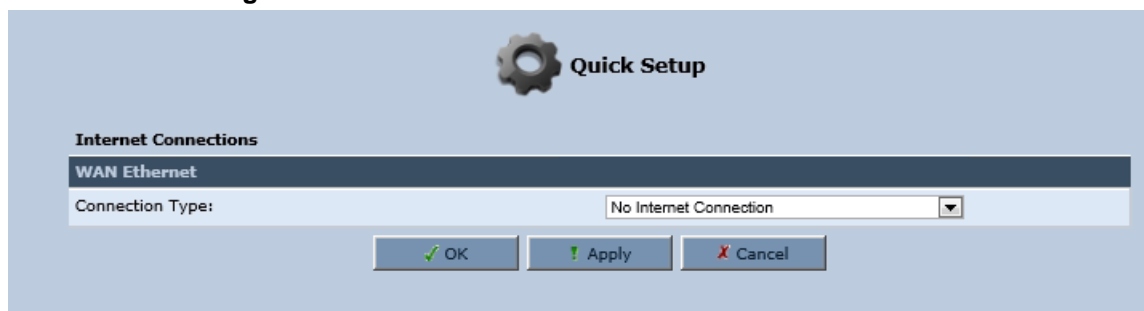 Quick Setup
Internet Connections
WAN Ethernet
Connection Type: No Internet Connection
OK Apply Cancel